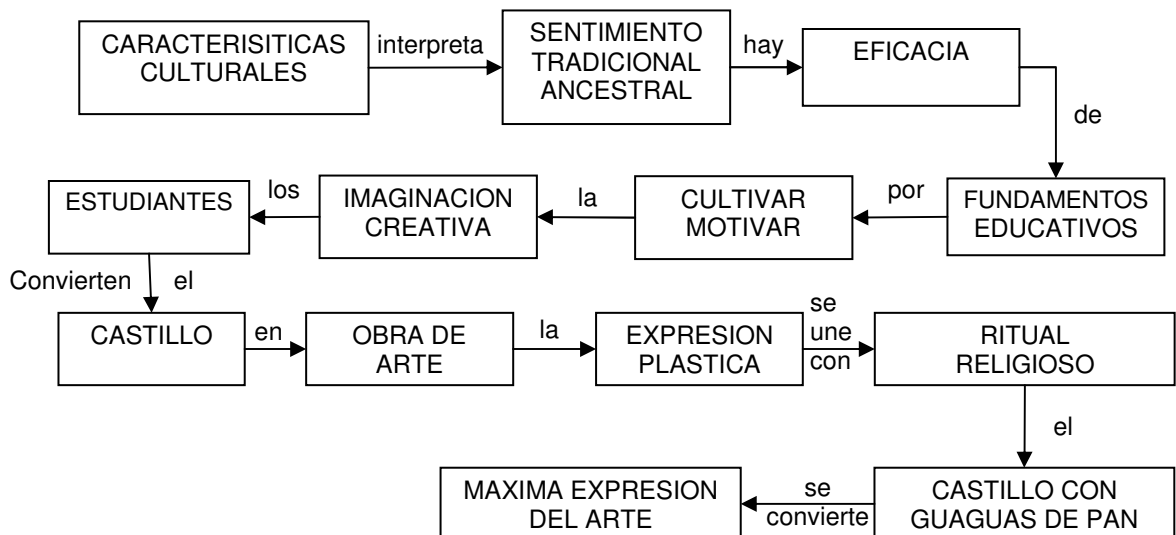 CARACTERISITICAS
CULTURALES
interpreta
SENTIMIENTO
TRADICIONAL
ANCESTRAL
hay
EFICACIA
de
FUNDAMENTOS
EDUCATIVOS
por
CULTIVAR
MOTIVAR
la
IMAGINACION
CREATIVA
los
ESTUDIANTES
Convierten el
CASTILLO
en
OBRA DE
ARTE
la
EXPRESION
PLASTICA
se
une
con
RITUAL
RELIGIOSO
el
CASTILLO CON
GUAGUAS DE PAN
se
convierte
MAXIMA EXPRESION
DEL ARTE